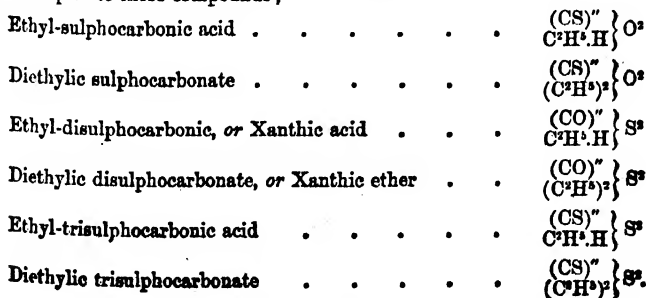 Ethyl-sulphocarbonic acid . . . . . . (CS)″
C²H⁵.H } O²
Diethylic sulphocarbonate . . . . . . (CS)″
(C²H⁵)² } O²
Ethyl-disulphocarbonic, or Xanthic acid . . . (CO)″
C²H⁵.H } S²
Diethylic disulphocarbonate, or Xanthic ether . . (CO)″
(C²H⁵)² } S²
Ethyl-trisulphocarbonic acid . . . . . (CS)″
C²H⁵.H } S²
Diethylic trisulphocarbonate . . . . . (CS)″
(C²H⁵)² } S².